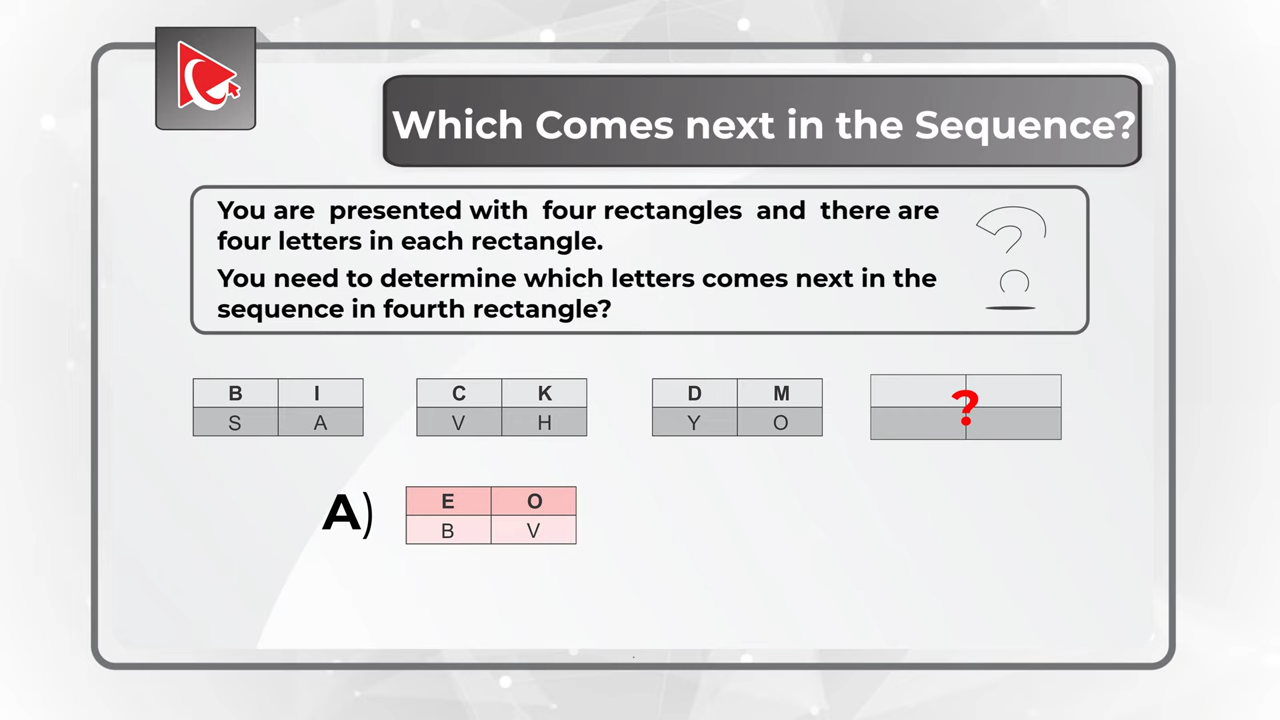 Which Comes next in the Sequence?
You are presented with four rectangles and there are
four letters in each rectangle.
You need to determine which letters comes next in the
sequence in fourth rectangle?
B I C K D M
S A V H Y O
?
A) E O
B V